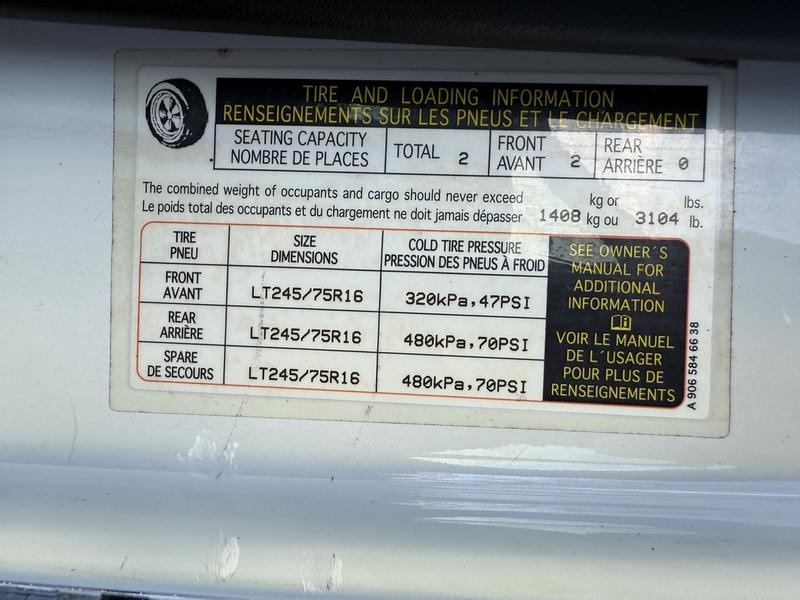 TIRE AND LOADING INFORMATION
RENSEIGNEMENTS SUR LES PNEUS ET LE CHARGEMENT
SEATING CAPACITY
NOMBRE DE PLACES
TOTAL 2
FRONT
AVANT 2
REAR
ARRIÈRE 0
The combined weight of occupants and cargo should never exceed kg or lbs.
Le poids total des occupants et du chargement ne doit jamais dépasser 1408 kg ou 3104 lb.
TIRE
PNEU
SIZE
DIMENSIONS
COLD TIRE PRESSURE
PRESSION DES PNEUS À FROID
FRONT
AVANT
LT245/75R16
320kPa,47PSI
REAR
ARRIÈRE
LT245/75R16
480kPa,70PSI
SPARE
DE SECOURS
LT245/75R16
480kPa,70PSI
SEE OWNER´S
MANUAL FOR
ADDITIONAL
INFORMATION
VOIR LE MANUEL
DE L´USAGER
POUR PLUS DE
RENSEIGNEMENTS
A 906 584 66 38